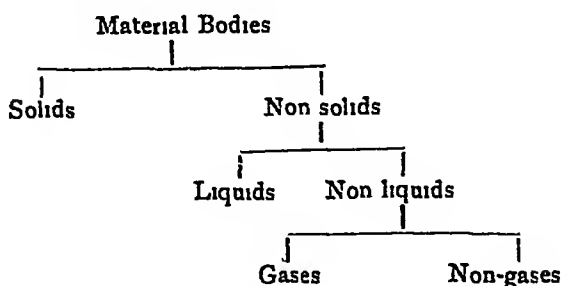 Material Bodies
Solids Non solids
Liquids Non liquids
Gases Non-gases